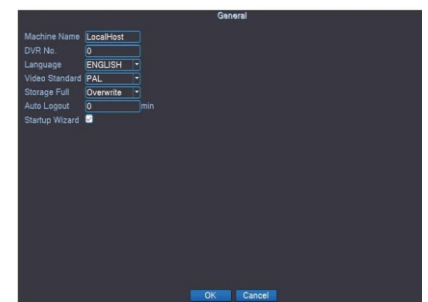 General
Machine Name LocalHost
DVR No. 0
Language ENGLISH
Video Standard PAL
Storage Full Overwrite
Auto Logout 0 min
Startup Wizard
OK Cancel